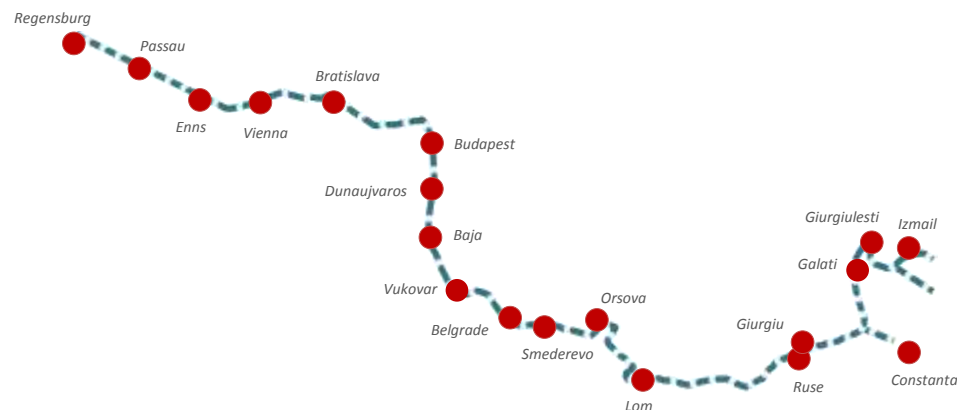 Regensburg
Passau
Enns
Vienna
Bratislava
Budapest
Dunaujvaros
Baja
Vukovar
Belgrade
Smederevo
Orsova
Lom
Giurgiu
Ruse
Galati
Giurgiulesti
Izmail
Constanta